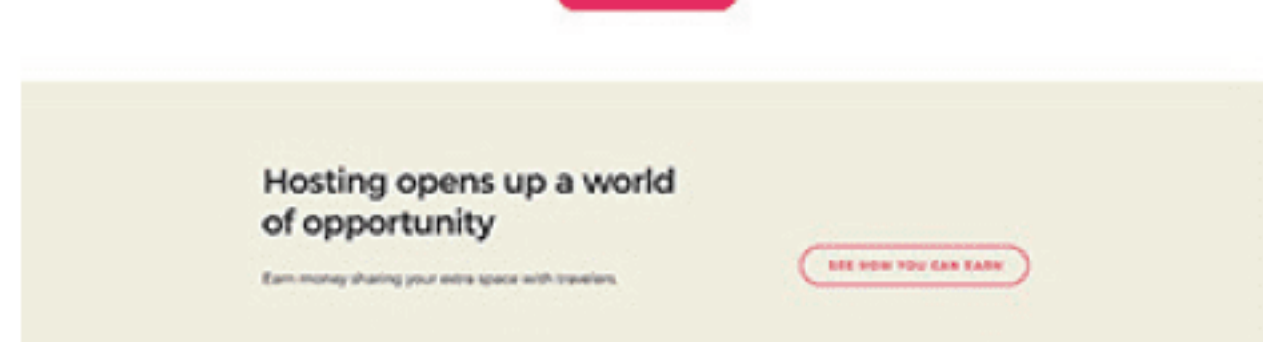 Hosting opens up a world
of opportunity
Earn money sharing your extra space with travelers.
SEE HOW YOU CAN EARN